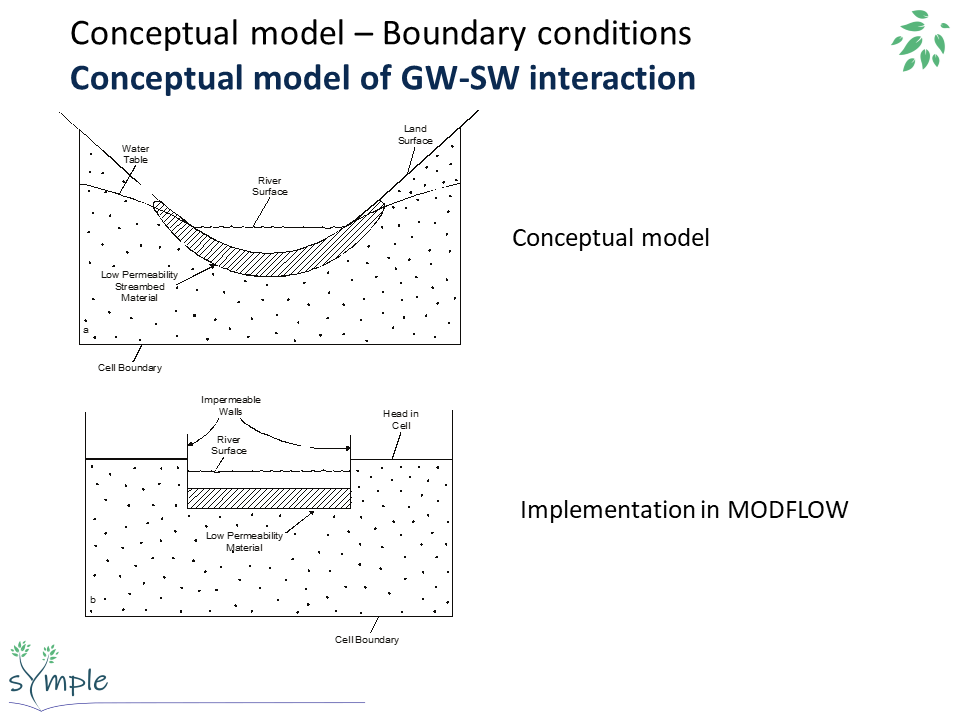 Conceptual model – Boundary conditions
Conceptual model of GW-SW interaction
Land
Surface
Water
Table
River
Surface
Conceptual model
Low Permeability
Streambed
Material
a
Cell Boundary
Impermeable
Walls
Head in
Cell
River
Surface
Implementation in MODFLOW
Low Permeability
Material
b
Cell Boundary
sYmple